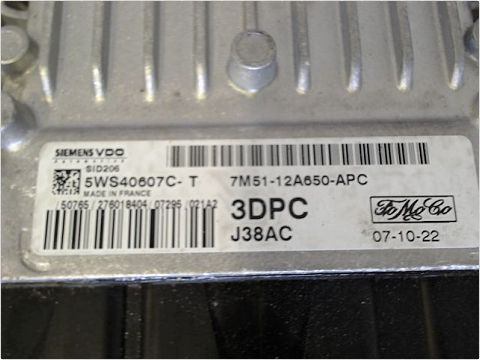 SIEMENS VDO
AUTOMOTIVE
SID206
5WS40607C- T 7M51-12A650-APC
MADE IN FRANCE
/50765/276018404/07295/021A2
3DPC
FoMoCo
J38AC 07-10-22